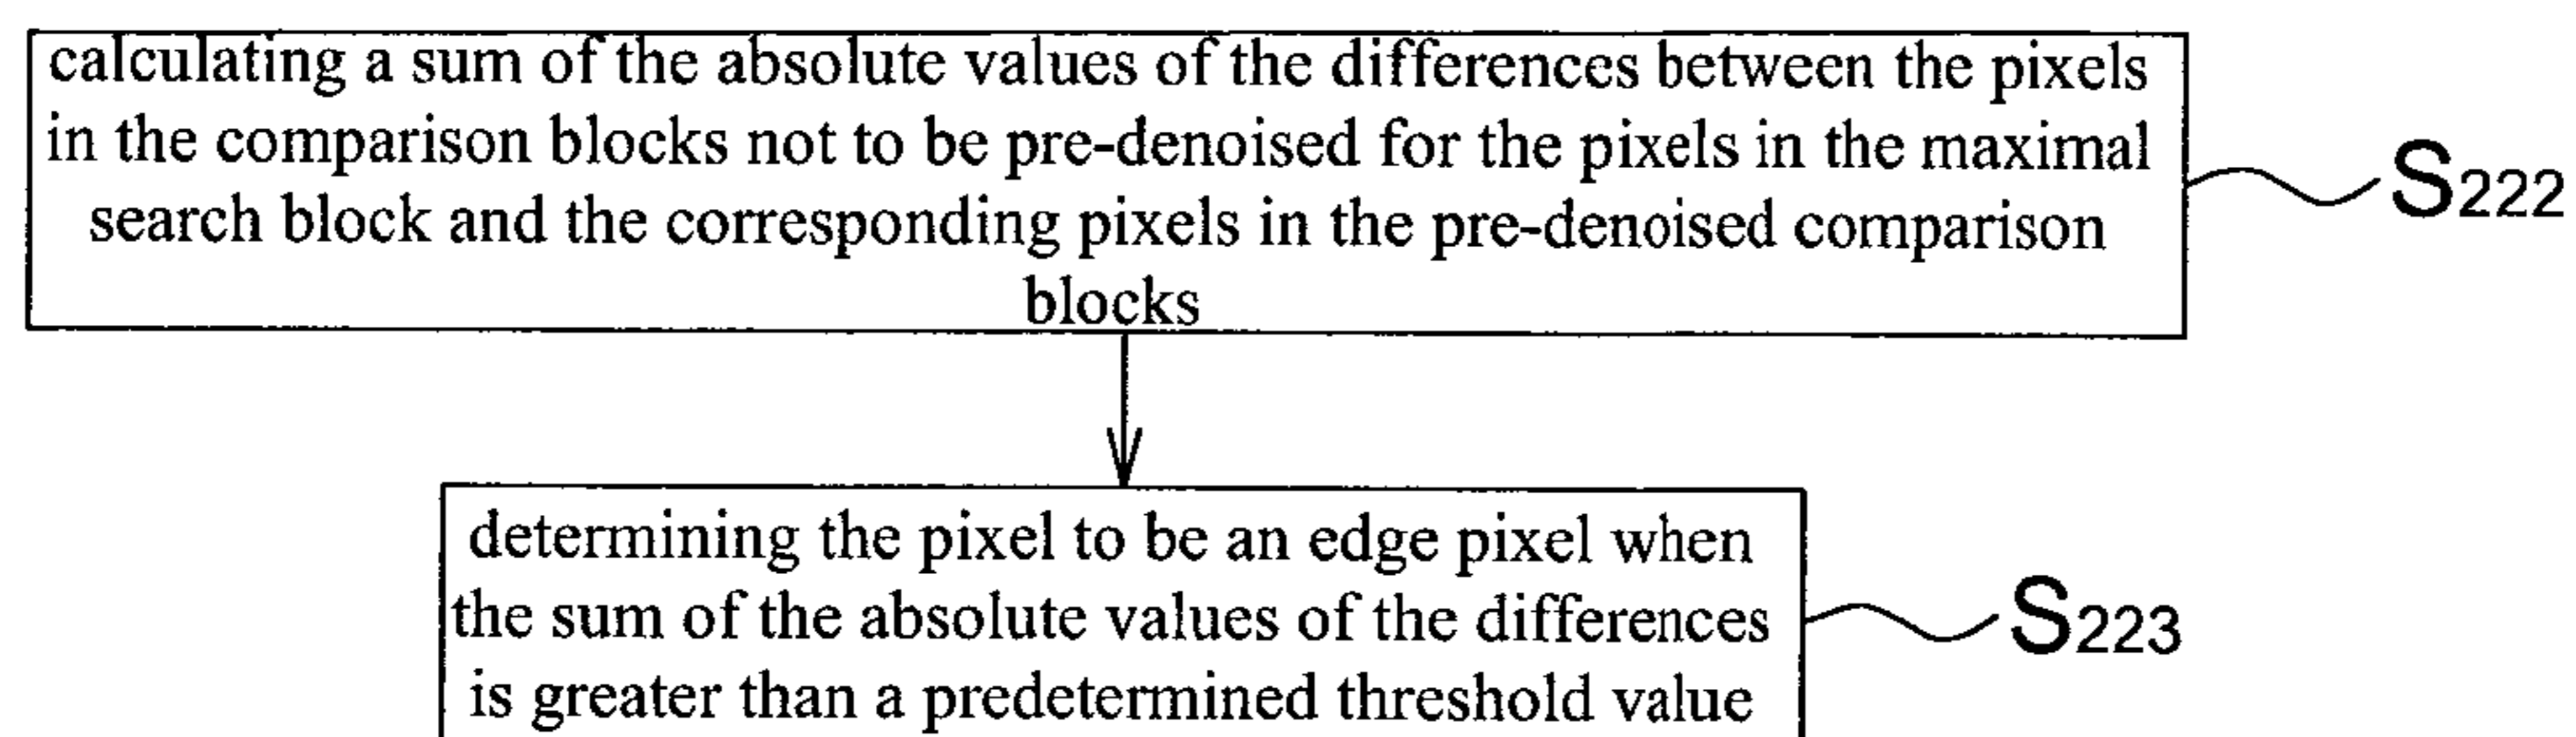 calculating a sum of the absolute values of the differences between the pixels
in the comparison blocks not to be pre-denoised for the pixels in the maximal
search block and the corresponding pixels in the pre-denoised comparison
blocks
S222
determining the pixel to be an edge pixel when
the sum of the absolute values of the differences
is greater than a predetermined threshold value
S223